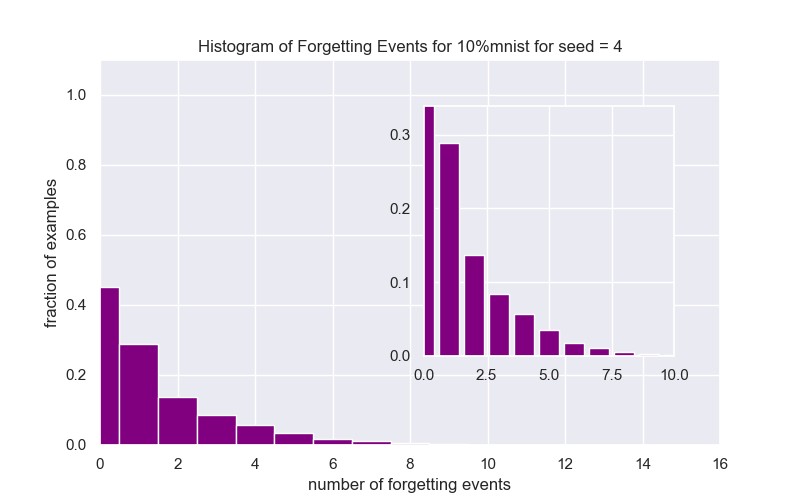 Histogram of Forgetting Events for 10%mnist for seed = 4
fraction of examples
1.0
0.8
0.6
0.4
0.2
0.0
0 2 4 6 8 10 12 14 16
number of forgetting events
0.3
0.2
0.1
0.0
0.0 2.5 5.0 7.5 10.0